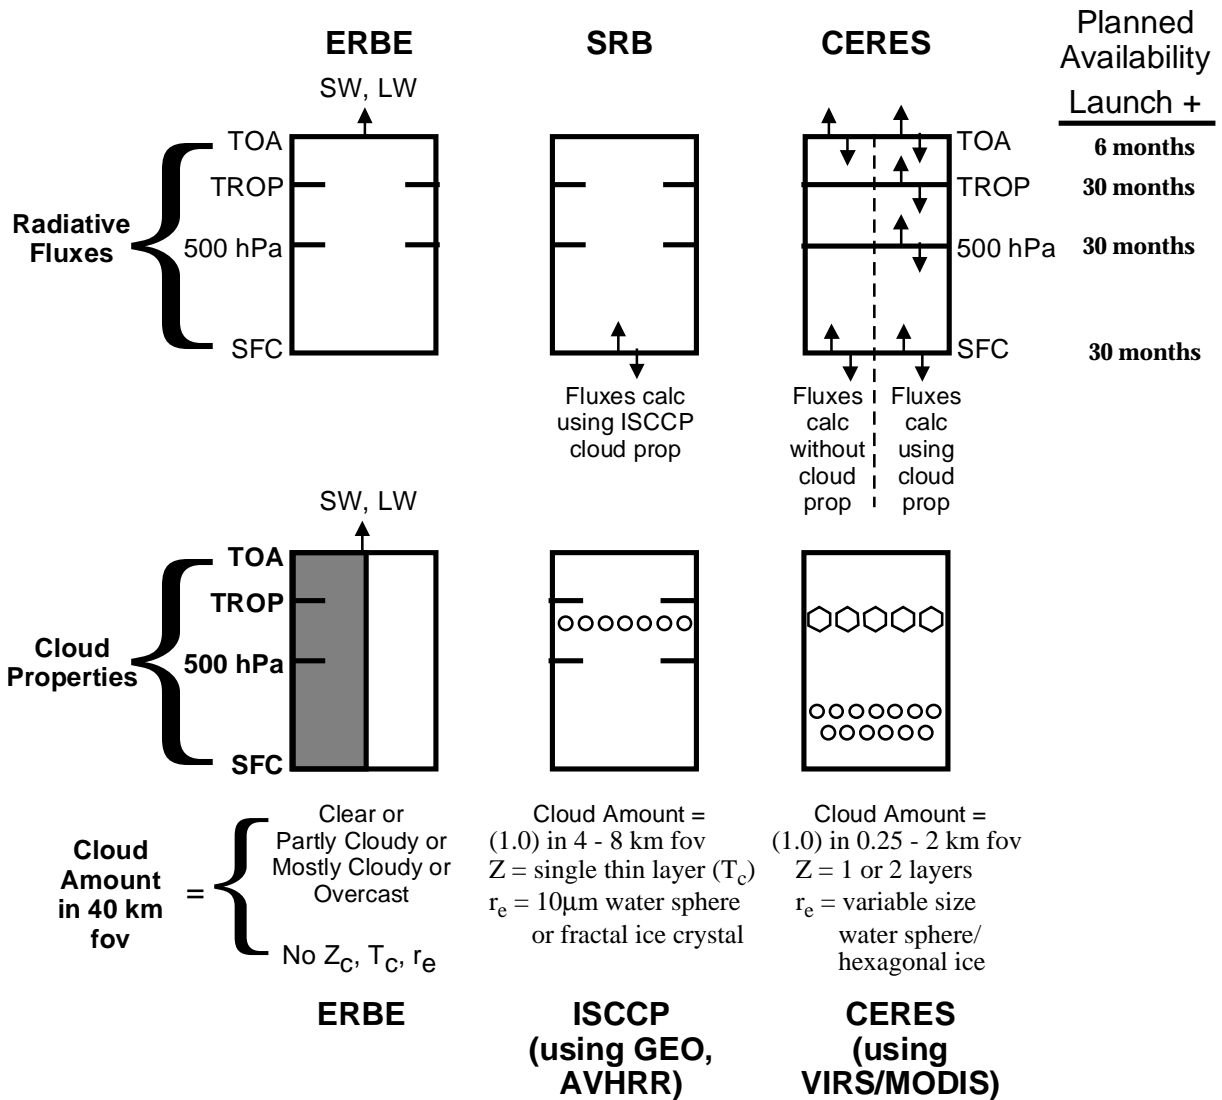 ERBE
SRB
CERES
Planned
Availability
Launch +
SW, LW
TOA
TOA
6 months
TROP
TROP
30 months
Radiative
Fluxes
500 hPa
500 hPa
30 months
SFC
SFC
30 months
Fluxes calc
using ISCCP
cloud prop
Fluxes
calc
without
cloud
prop
Fluxes
calc
using
cloud
prop
SW, LW
TOA
TROP
Cloud
Properties
500 hPa
SFC
Cloud
Amount
in 40 km
fov
=
Clear or
Partly Cloudy or
Mostly Cloudy or
Overcast
No Zc, Tc, re
Cloud Amount =
(1.0) in 4 - 8 km fov
Z = single thin layer (Tc)
re = 10μm water sphere
or fractal ice crystal
Cloud Amount =
(1.0) in 0.25 - 2 km fov
Z = 1 or 2 layers
re = variable size
water sphere/
hexagonal ice
ERBE
ISCCP
(using GEO,
AVHRR)
CERES
(using
VIRS/MODIS)